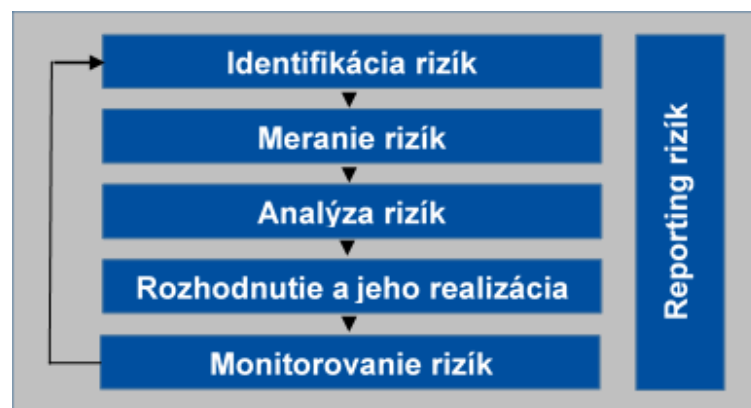 Identifikácia rizík
Meranie rizík
Analýza rizík
Rozhodnutie a jeho realizácia
Monitorovanie rizík
Reporting rizík